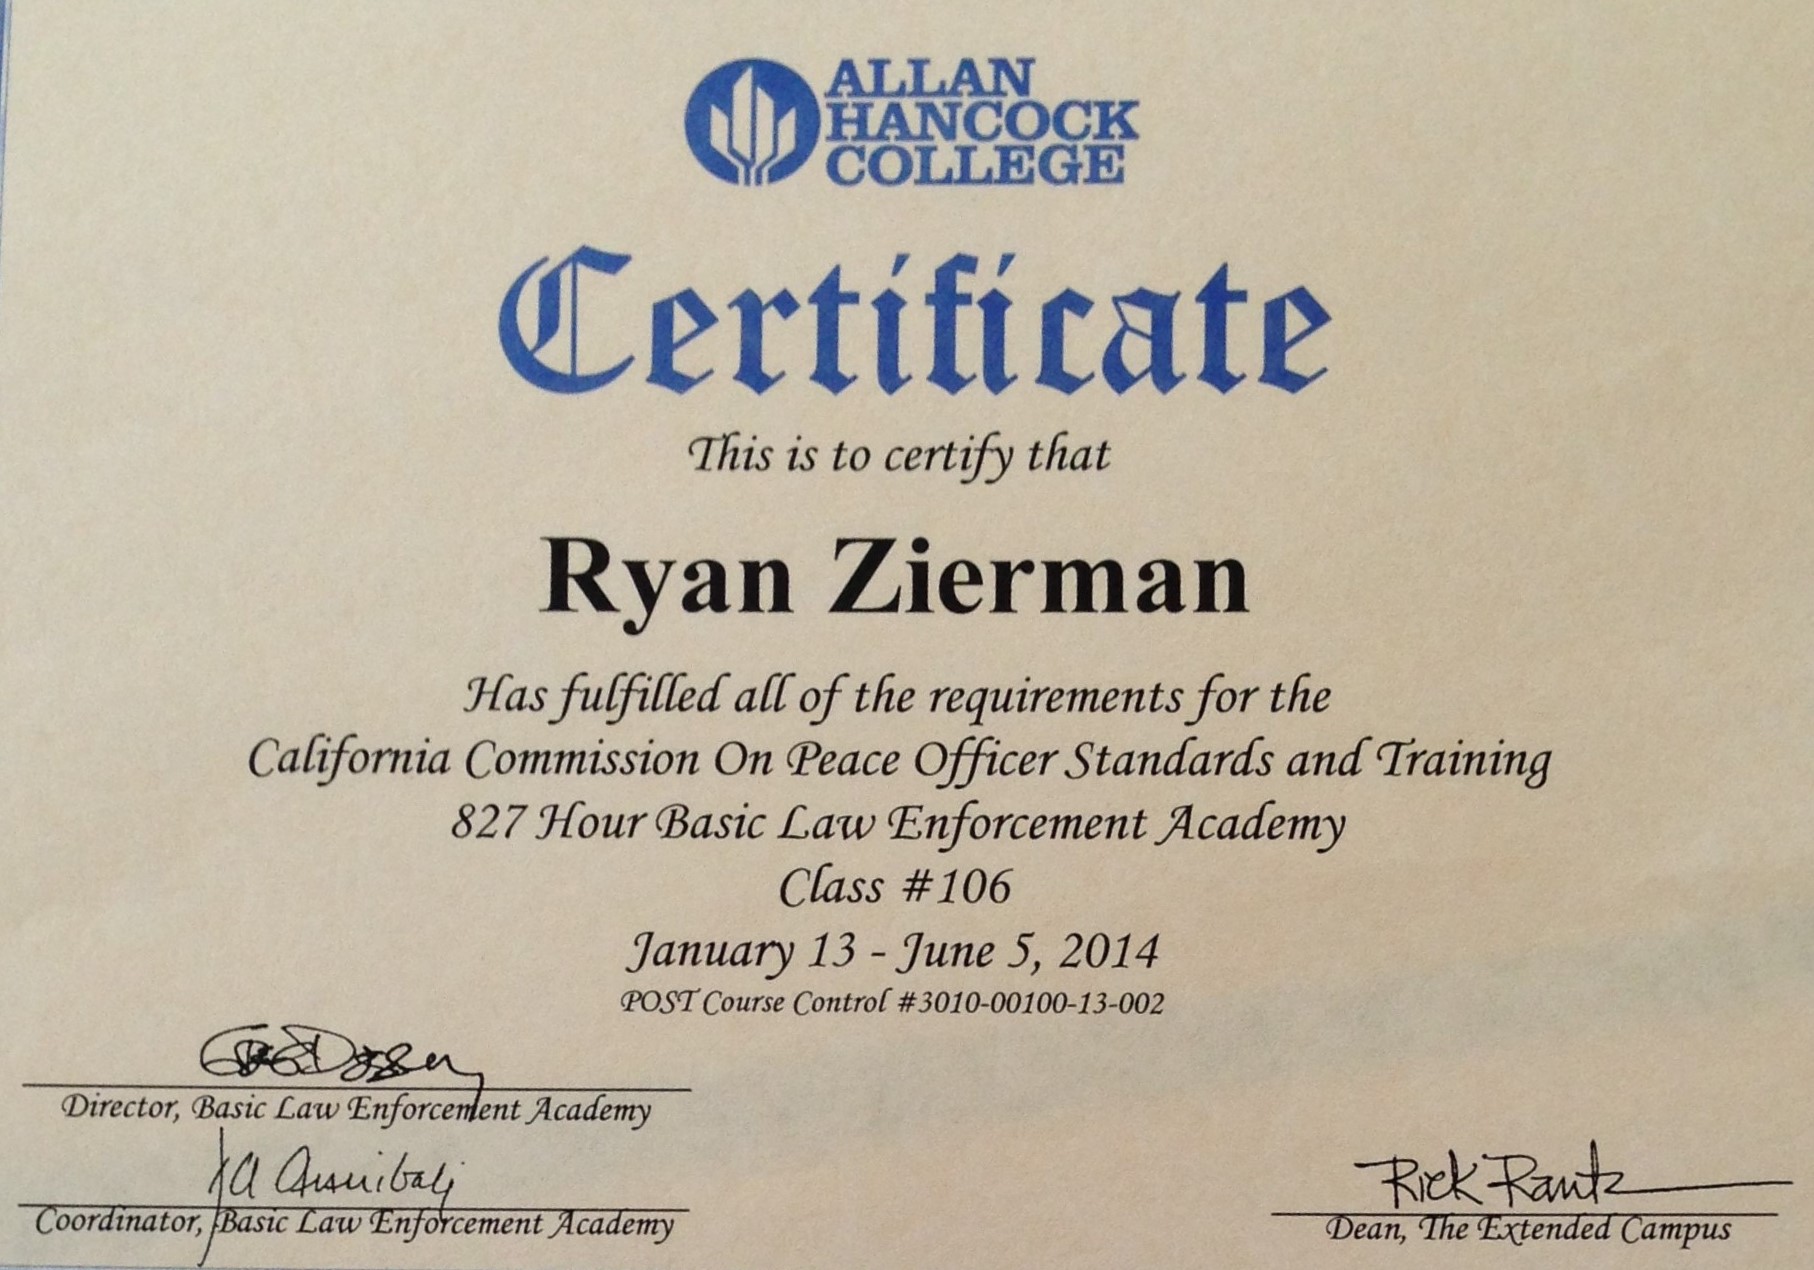 ALLAN
HANCOCK
COLLEGE
Certificate
This is to certify that
Ryan Zierman
Has fulfilled all of the requirements for the
California Commission On Peace Officer Standards and Training
827 Hour Basic Law Enforcement Academy
Class #106
January 13 - June 5, 2014
POST Course Control #3010-00100-13-002
Director, Basic Law Enforcement Academy
Coordinator, Basic Law Enforcement Academy
Rick Rantz
Dean, The Extended Campus